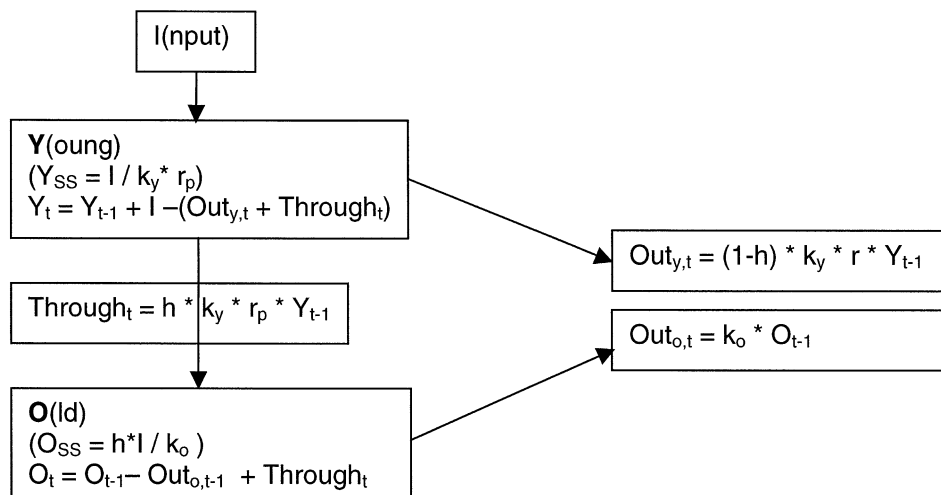 I(nput)
Y(oung)
(Y_SS = I / k_y* r_p)
Y_t = Y_t-1 + I –(Out_y,t + Through_t)
Out_y,t = (1-h) * k_y * r * Y_t-1
Through_t = h * k_y * r_p * Y_t-1
Out_o,t = k_o * O_t-1
O(ld)
(O_SS = h*I / k_o )
O_t = O_t-1– Out_o,t-1 + Through_t